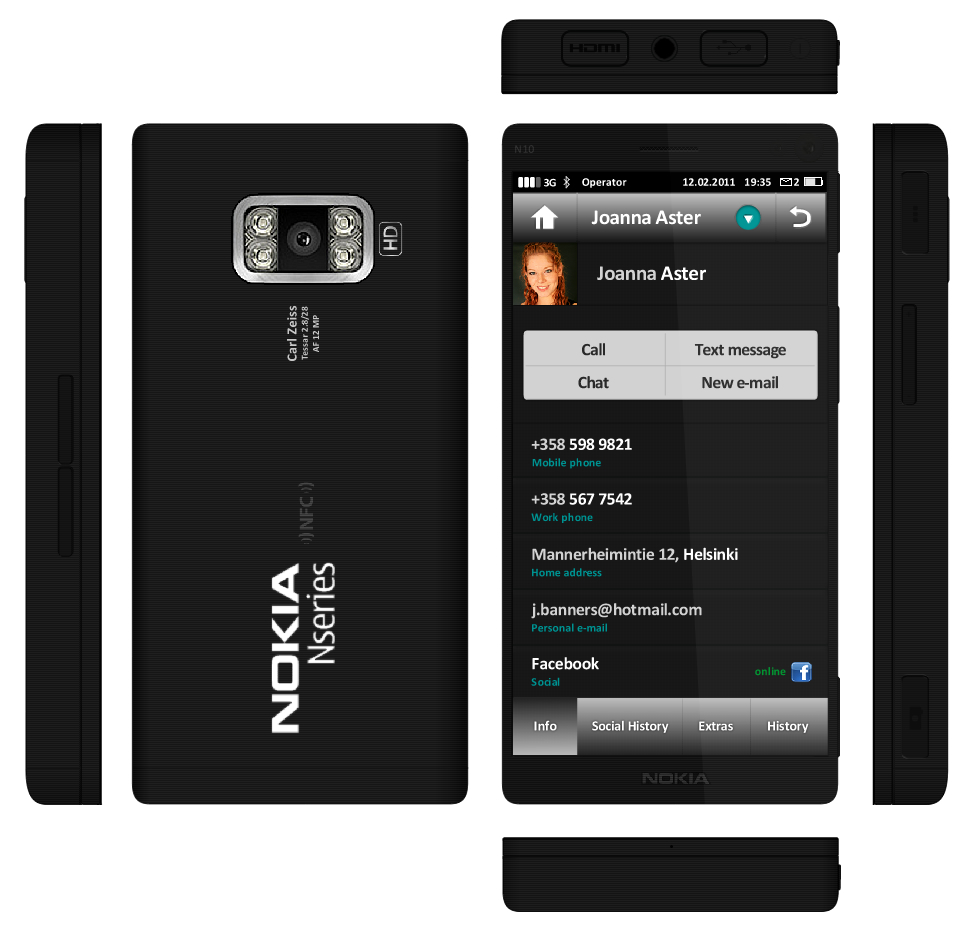 HDMI
N10
3G Operator 12.02.2011 19:35 2
Joanna Aster
Joanna Aster
Call Text message
Chat New e-mail
+358 598 9821
Mobile phone
+358 567 7542
Work phone
Mannerheimintie 12, Helsinki
Home address
j.banners@hotmail.com
Personal e-mail
Facebook
Social
online f
Info Social History Extras History
NOKIA
HD
Carl Zeiss
Tessar 2.8/28
AF 12 MP
NFC
NOKIA
Nseries